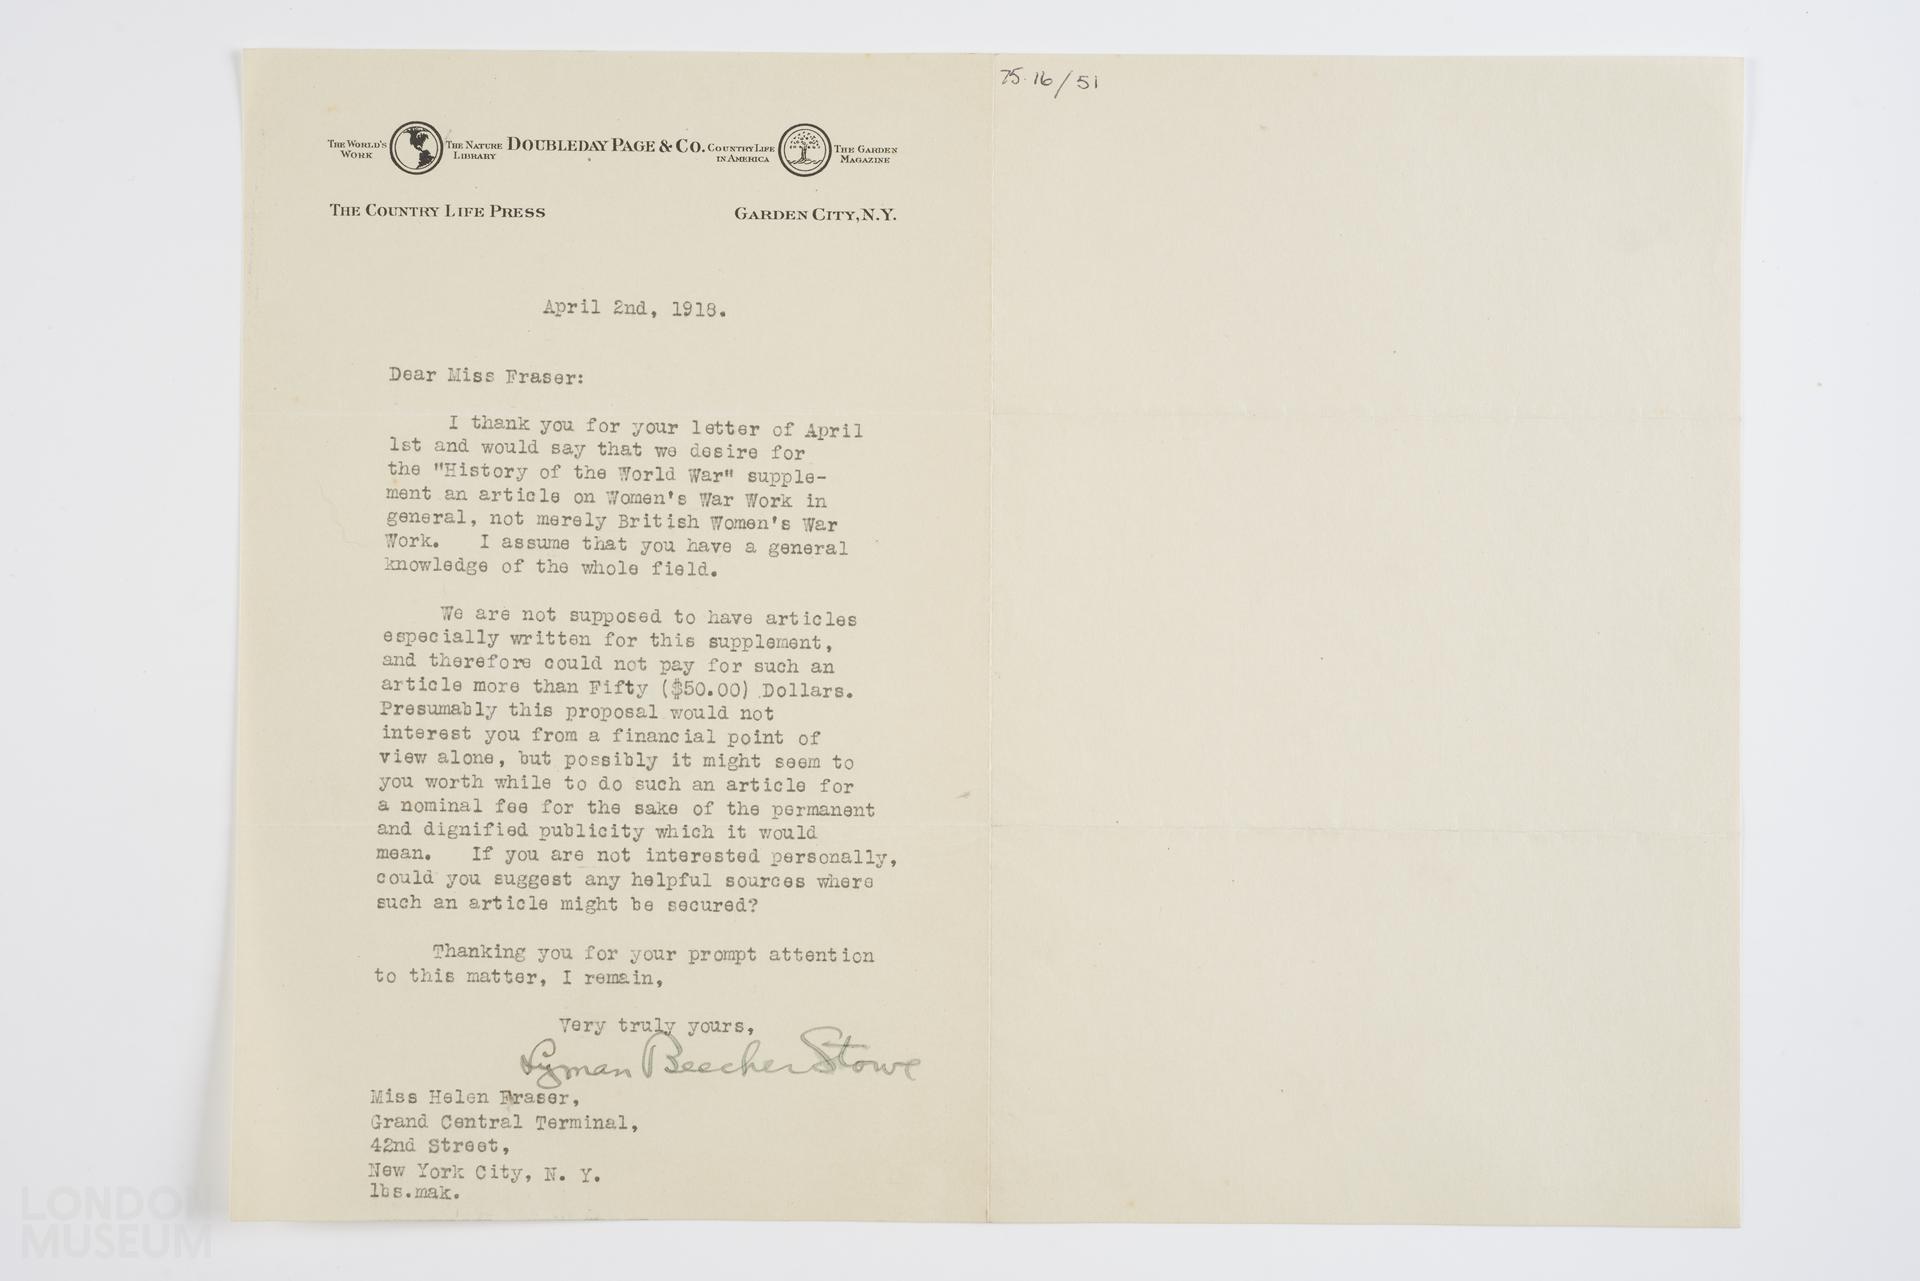 75.16/51
THE WORLD'S WORK
THE NATURE LIBRARY
DOUBLEDAY PAGE & CO.
COUNTRY LIFE IN AMERICA
THE GARDEN MAGAZINE
THE COUNTRY LIFE PRESS
GARDEN CITY, N.Y.
April 2nd, 1918.
Dear Miss Fraser:
I thank you for your letter of April
1st and would say that we desire for
the "History of the World War" supple-
ment an article on Women's War Work in
general, not merely British Women's War
Work. I assume that you have a general
knowledge of the whole field.
We are not supposed to have articles
especially written for this supplement,
and therefore could not pay for such an
article more than Fifty ($50.00) Dollars.
Presumably this proposal would not
interest you from a financial point of
view alone, but possibly it might seem to
you worth while to do such an article for
a nominal fee for the sake of the permanent
and dignified publicity which it would
mean. If you are not interested personally,
could you suggest any helpful sources where
such an article might be secured?
Thanking you for your prompt attention
to this matter, I remain,
Very truly yours,
Lyman Beecher Stowe
Miss Helen Fraser,
Grand Central Terminal,
42nd Street,
New York City, N. Y.
lbs.mak.
LONDON
MUSEUM